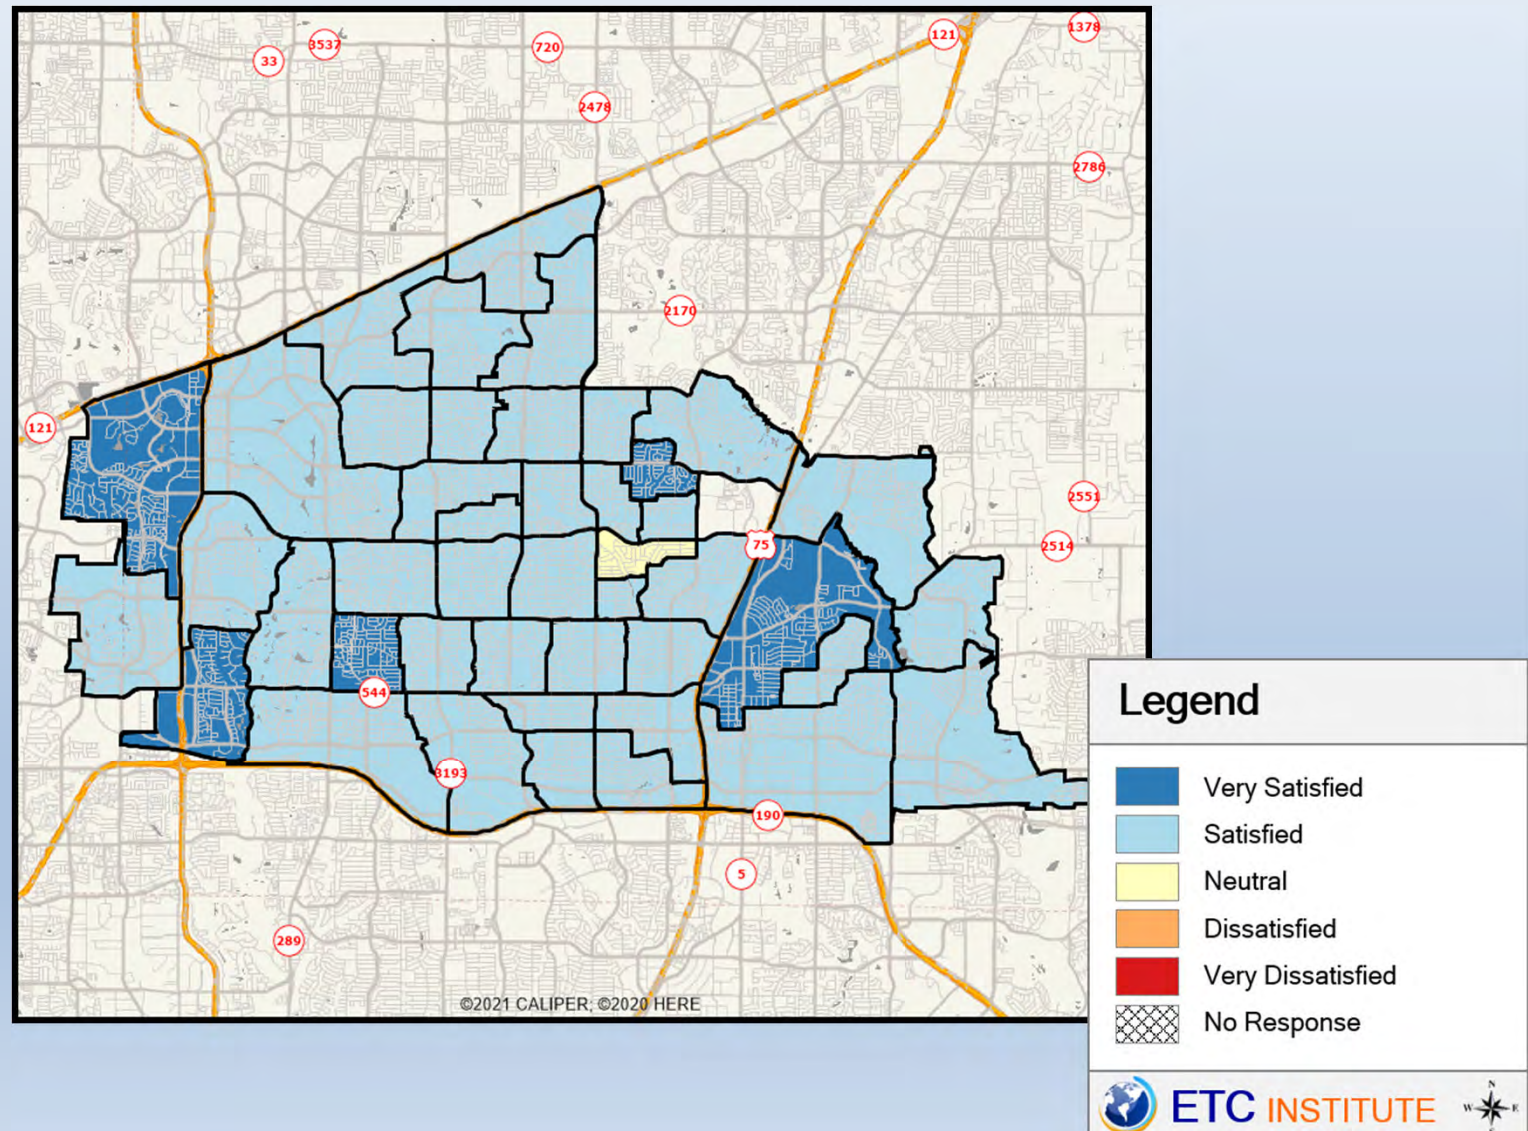 121
1378
3537
720
33
2478
2786
2170
121
2551
75
2514
544
3193
190
5
289
©2021 CALIPER; ©2020 HERE
Legend
Very Satisfied
Satisfied
Neutral
Dissatisfied
Very Dissatisfied
No Response
ETC INSTITUTE
N
W E
S